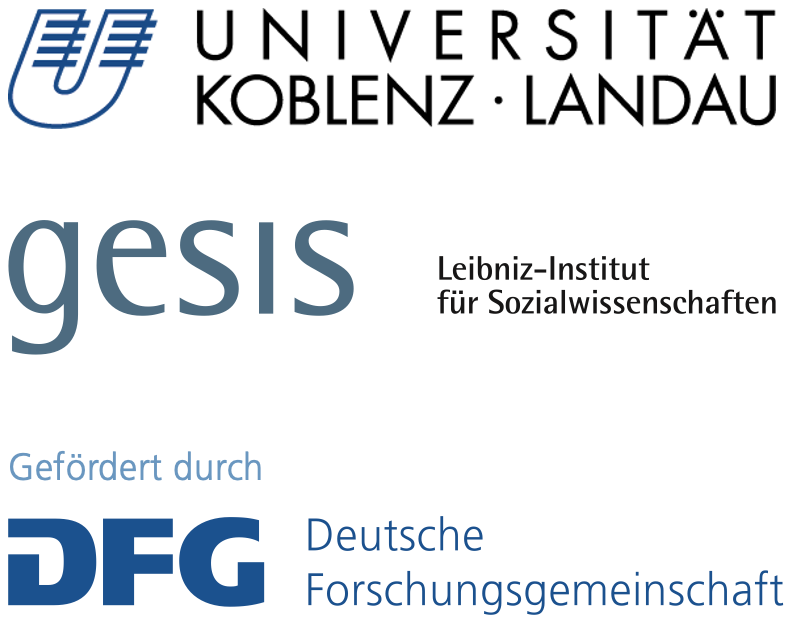 UNIVERSITÄT
KOBLENZ · LANDAU
gesis
Leibniz-Institut
für Sozialwissenschaften
Gefördert durch
DFG
Deutsche
Forschungsgemeinschaft